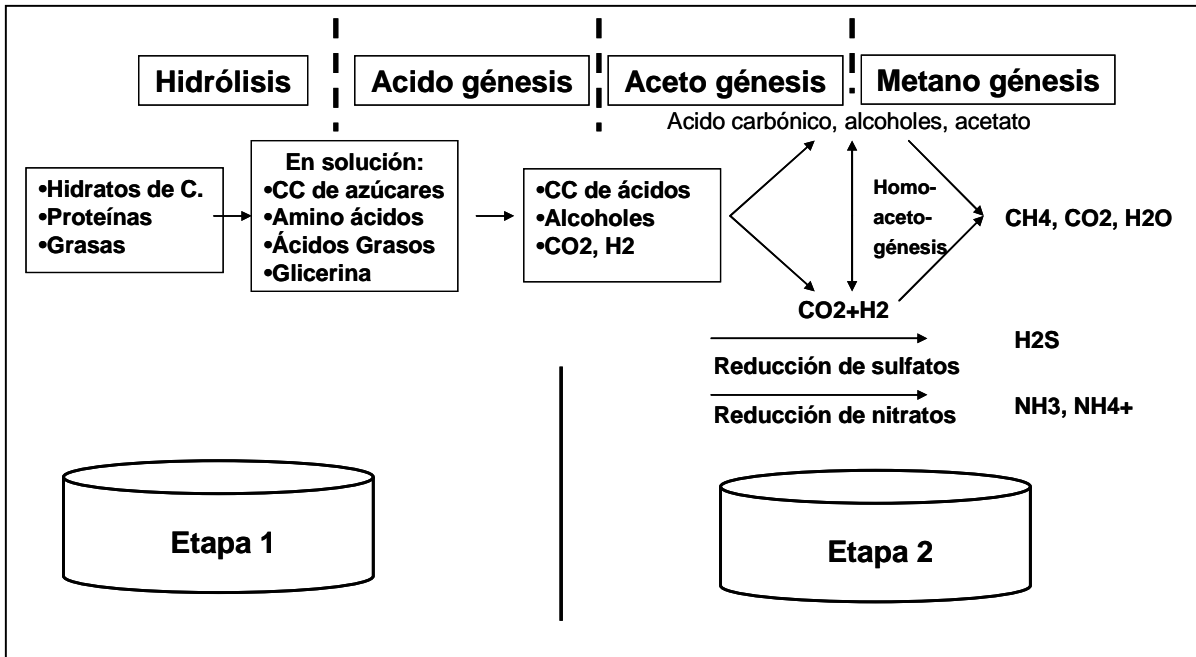 Hidrólisis
Acido génesis
Aceto génesis
Metano génesis
Acido carbónico, alcoholes, acetato
•Hidratos de C.
•Proteínas
•Grasas
En solución:
•CC de azúcares
•Amino ácidos
•Ácidos Grasos
•Glicerina
•CC de ácidos
•Alcoholes
•CO2, H2
Homo-
aceto-
génesis
CH4, CO2, H2O
CO2+H2
Reducción de sulfatos
H2S
Reducción de nitratos
NH3, NH4+
Etapa 1
Etapa 2